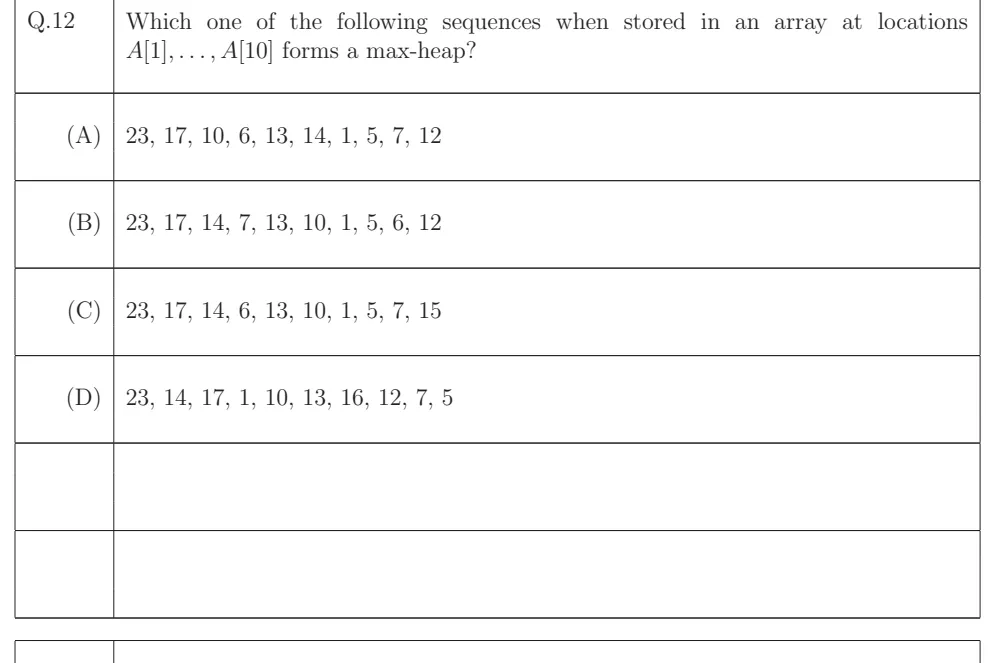 Q.12 Which one of the following sequences when stored in an array at locations
A[1], . . . , A[10] forms a max-heap?
(A) 23, 17, 10, 6, 13, 14, 1, 5, 7, 12
(B) 23, 17, 14, 7, 13, 10, 1, 5, 6, 12
(C) 23, 17, 14, 6, 13, 10, 1, 5, 7, 15
(D) 23, 14, 17, 1, 10, 13, 16, 12, 7, 5